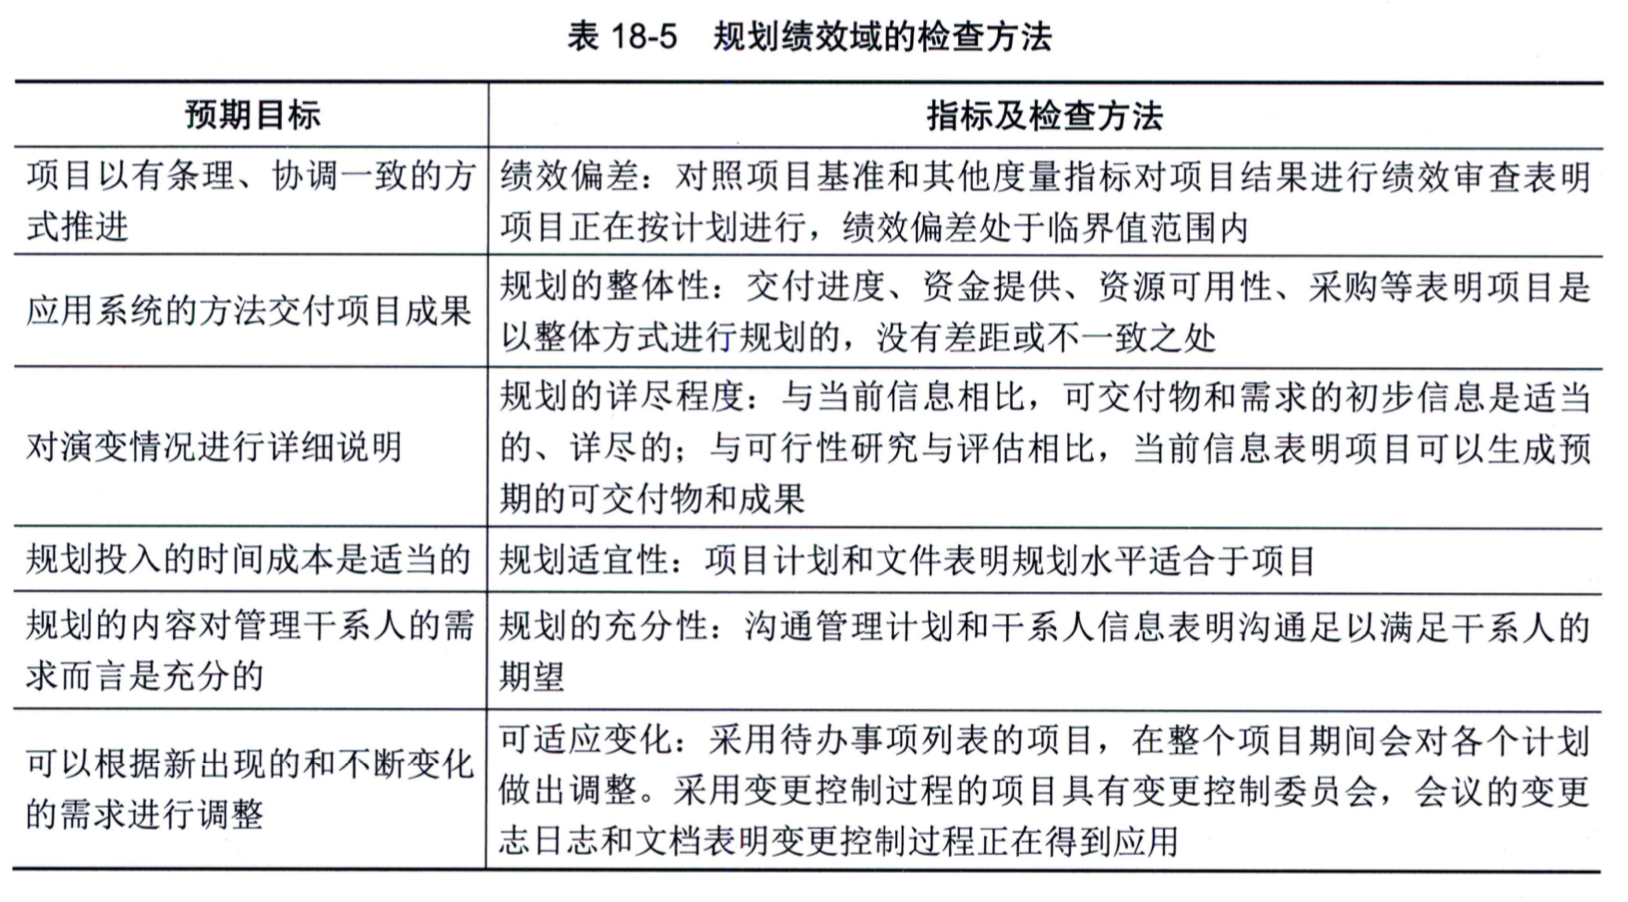 表 18-5 规划绩效域的检查方法
预期目标
指标及检查方法
项目以有条理、协调一致的方
式推进
绩效偏差：对照项目基准和其他度量指标对项目结果进行绩效审查表明
项目正在按计划进行，绩效偏差处于临界值范围内
应用系统的方法交付项目成果
规划的整体性：交付进度、资金提供、资源可用性、采购等表明项目是
以整体方式进行规划的，没有差距或不一致之处
对演变情况进行详细说明
规划的详尽程度：与当前信息相比，可交付物和需求的初步信息是适当
的、详尽的；与可行性研究与评估相比，当前信息表明项目可以生成预
期的可交付物和成果
规划投入的时间成本是适当的
规划适宜性：项目计划和文件表明规划水平适合于项目
规划的内容对管理干系人的需
求而言是充分的
规划的充分性：沟通管理计划和干系人信息表明沟通足以满足干系人的
期望
可以根据新出现的和不断变化
的需求进行调整
可适应变化：采用待办事项列表的项目，在整个项目期间会对各个计划
做出调整。采用变更控制过程的项目具有变更控制委员会，会议的变更
志日志和文档表明变更控制过程正在得到应用